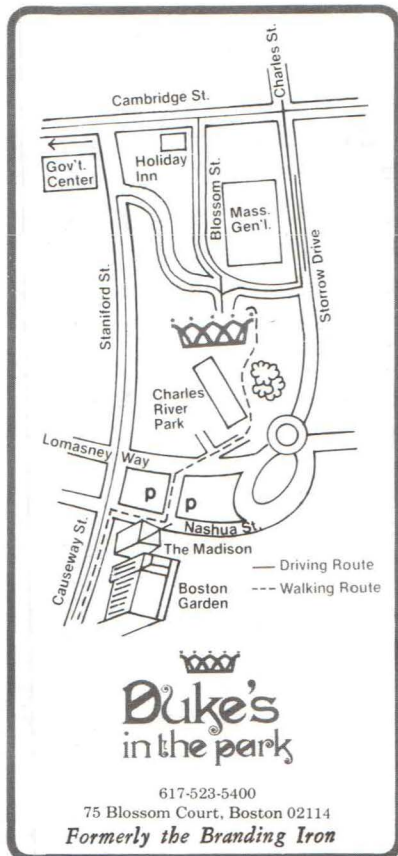 Charles St.
Cambridge St.
Gov't.
Center
Holiday
Inn
Blossom St.
Mass.
Gen'l.
Staniford St.
Storrow Drive
Charles
River
Park
Lomasney Way
P
P
Nashua St.
Causeway St.
The Madison
Boston
Garden
Driving Route
Walking Route
Duke's
in the park
617-523-5400
75 Blossom Court, Boston 02114
Formerly the Branding Iron